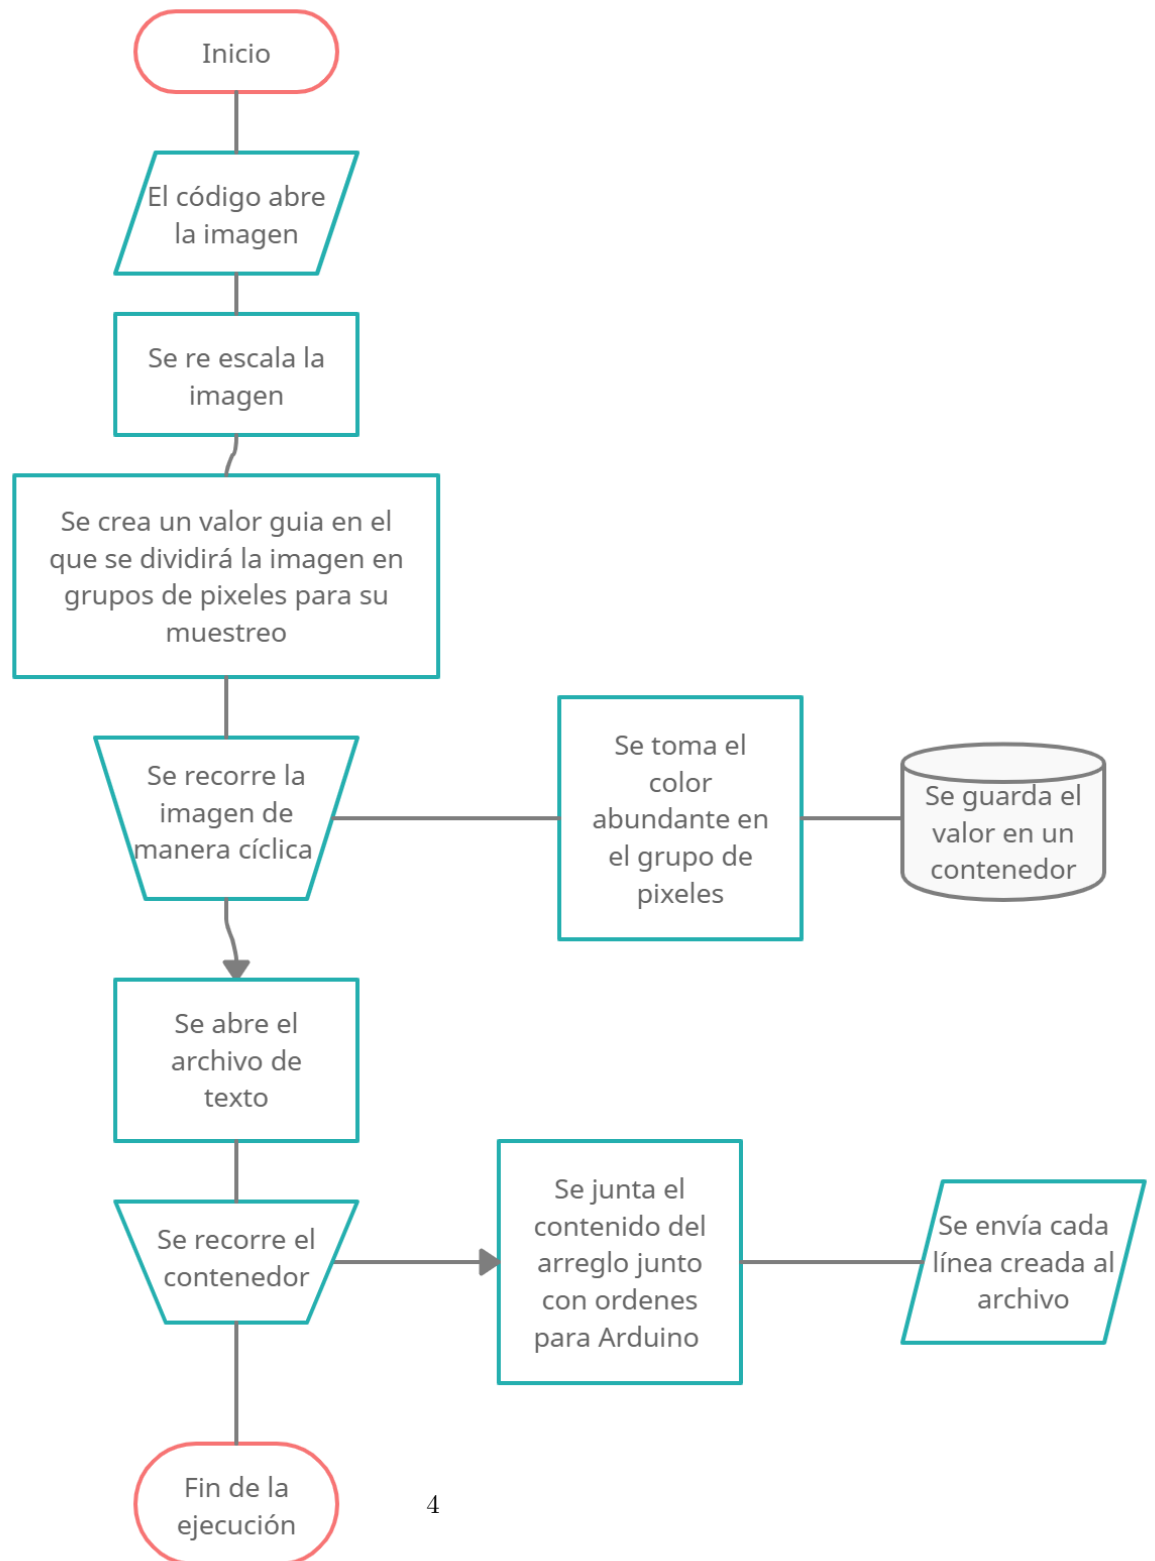 Inicio
El código abre
la imagen
Se re escala la
imagen
Se crea un valor guia en el
que se dividirá la imagen en
grupos de pixeles para su
muestreo
Se recorre la
imagen de
manera cíclica
Se toma el
color
abundante en
el grupo de
pixeles
Se guarda el
valor en un
contenedor
Se abre el
archivo de
texto
Se recorre el
contenedor
Se junta el
contenido del
arreglo junto
con ordenes
para Arduino
Se envía cada
línea creada al
archivo
Fin de la
ejecución
4